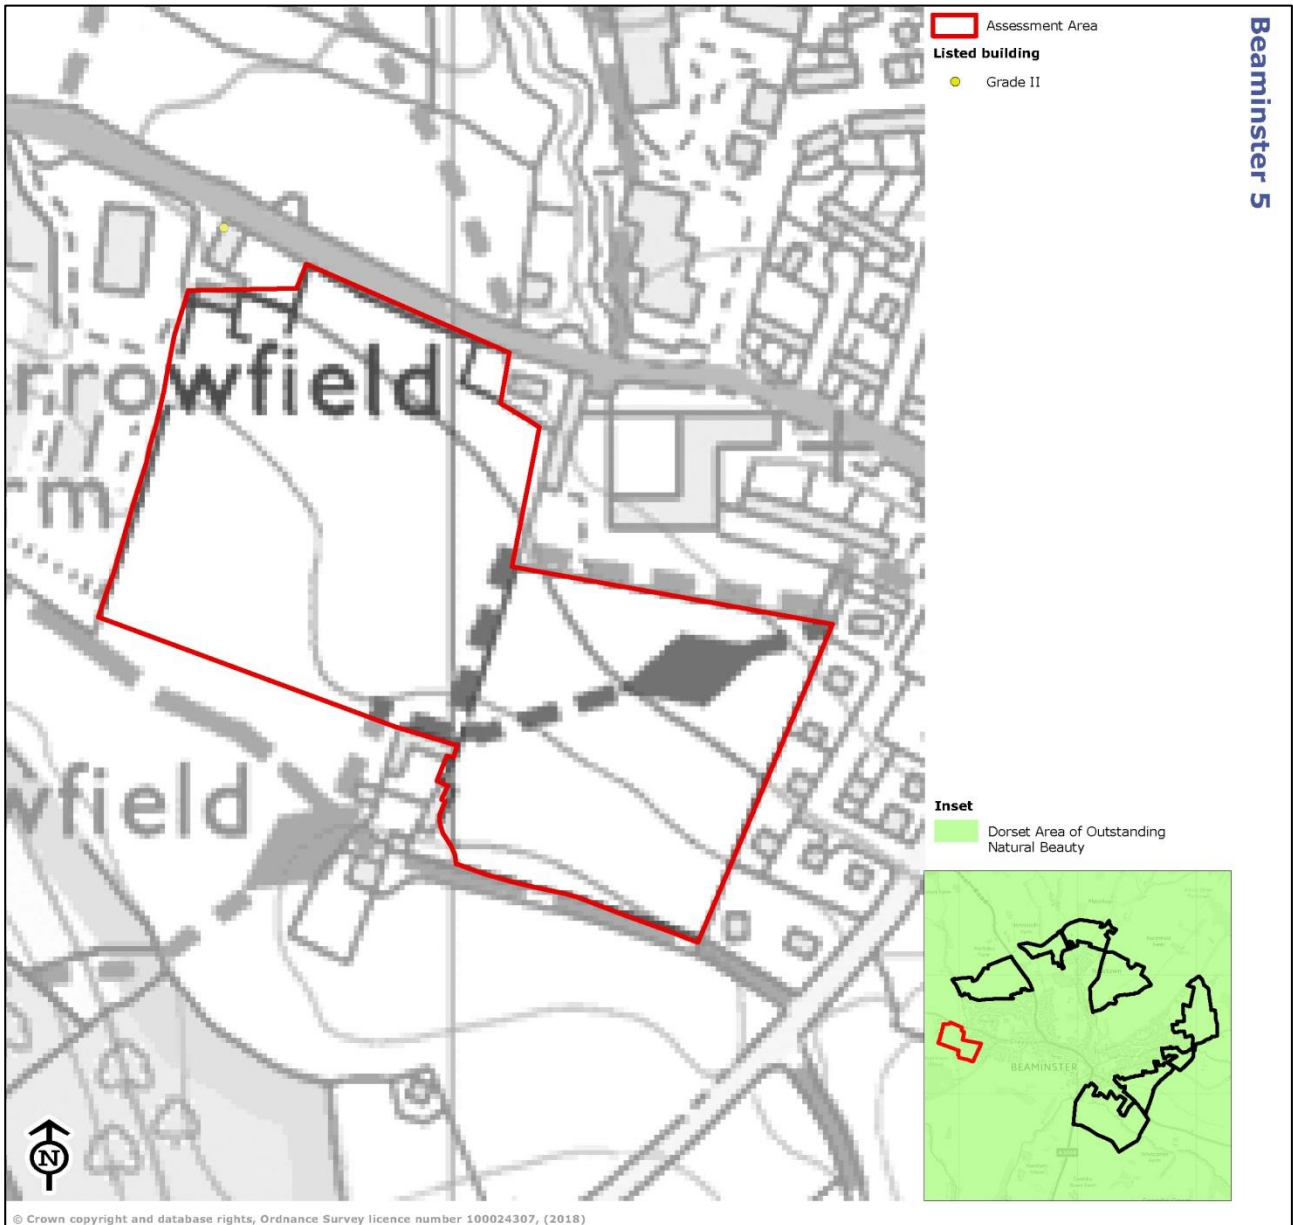 Assessment Area
Listed building
Grade II
Beaminster 5
rrowfield
rm
wfield
Inset
Dorset Area of Outstanding
Natural Beauty
BEAMINSTER
N
© Crown copyright and database rights, Ordnance Survey licence number 100024307, (2018)